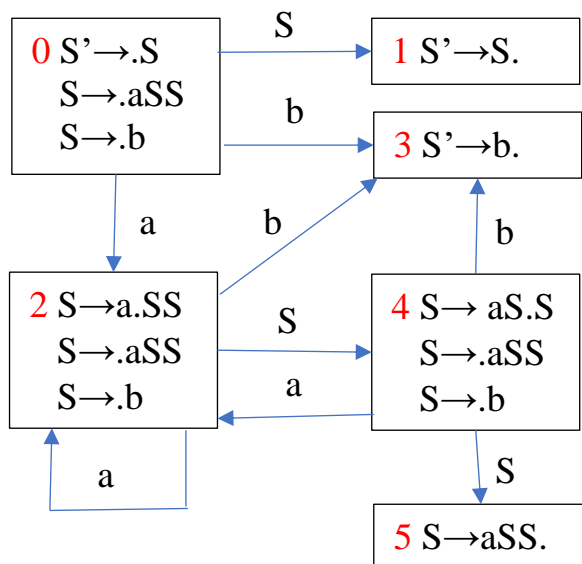 0 S’→.S
S→.aSS
S→.b
S
1 S’→S.
b
3 S’→b.
a
b
b
2 S→a.SS
S→.aSS
S→.b
S
a
4 S→ aS.S
S→.aSS
S→.b
a
S
5 S→aSS.